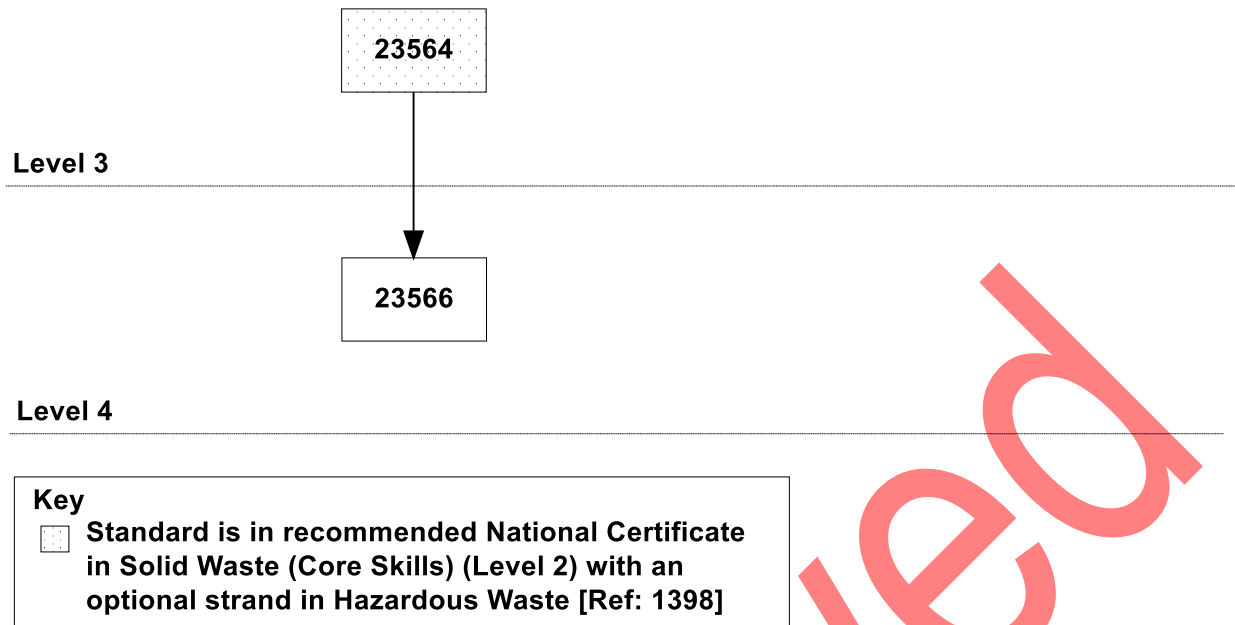 23564
Level 3
23566
Level 4
Key
Standard is in recommended National Certificate
in Solid Waste (Core Skills) (Level 2) with an
optional strand in Hazardous Waste [Ref: 1398]